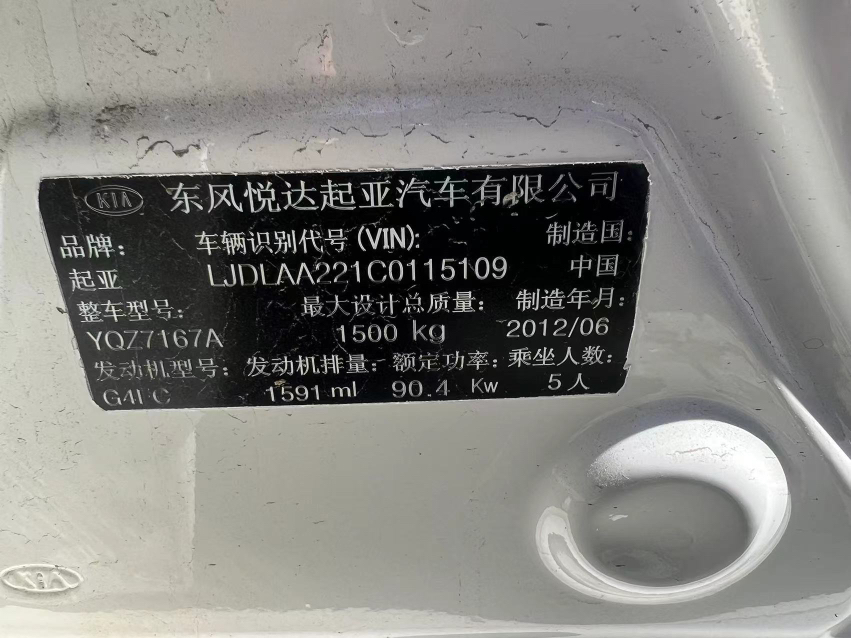 KIA 东风悦达起亚汽车有限公司
品牌: 车辆识别代号 (VIN): 制造国:
起亚 LJDLAA221C0115109 中国
整车型号: 最大设计总质量: 制造年月:
YQZ7167A 1500 kg 2012/06
发动机型号: 发动机排量: 额定功率: 乘坐人数:
1591 ml 90.4 Kw 5 人
KIA